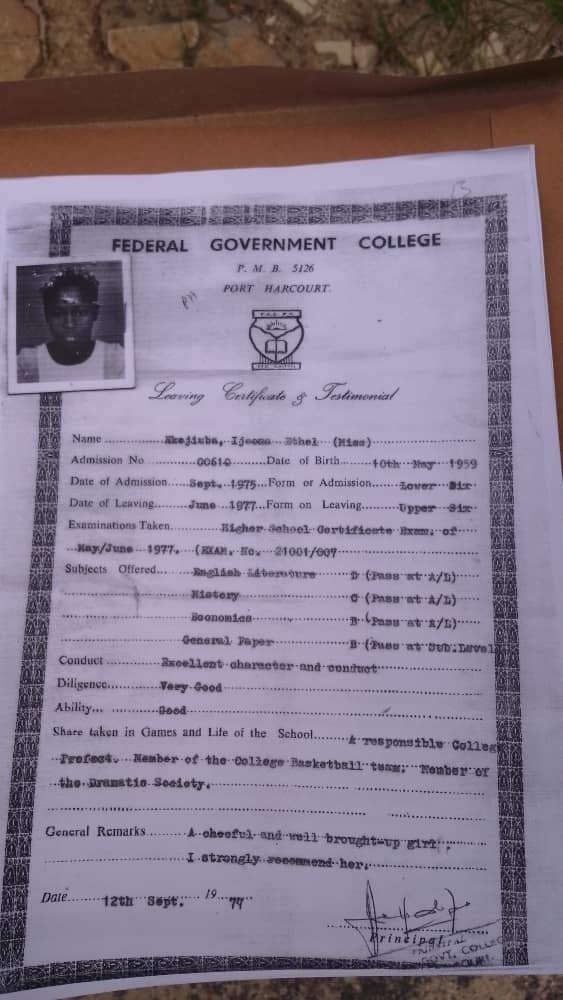 FEDERAL GOVERNMENT COLLEGE
P. M. B. 5126
PORT HARCOURT.
Leaving Certificate & Testimonial
Name .............. Ekejiuba, Ijeoma Ethel (Miss)
Admission No ......... 00610 ........ Date of Birth ........ 10th May 1959
Date of Admission ..... Sept. 1975 .. Form or Admission ....... Lower Six
Date of Leaving ....... June 1977 .. Form on Leaving ........ Upper Six
Examinations Taken .......... Higher School Certificate Exam. of
May/June 1977. (EXAM. No. 21001/007
Subjects Offered .... English Literature D (Pass at A/L)
History C (Pass at A/L)
Economics B (Pass at A/L)
General Paper B (Pass at Sub.Level
Conduct ............ Excellent character and conduct
Diligence ............ Very Good
Ability... ............ Good
Share taken in Games and Life of the School ........ A responsible Colleg
Prefect. Member of the College Basketball team. Member of
the Dramatic Society.
General Remarks ......... A cheeful and well brought-up girl.
I strongly recommend her.
Date ........ 12th Sept. 19 77
Principal
GOVT. COLLEG